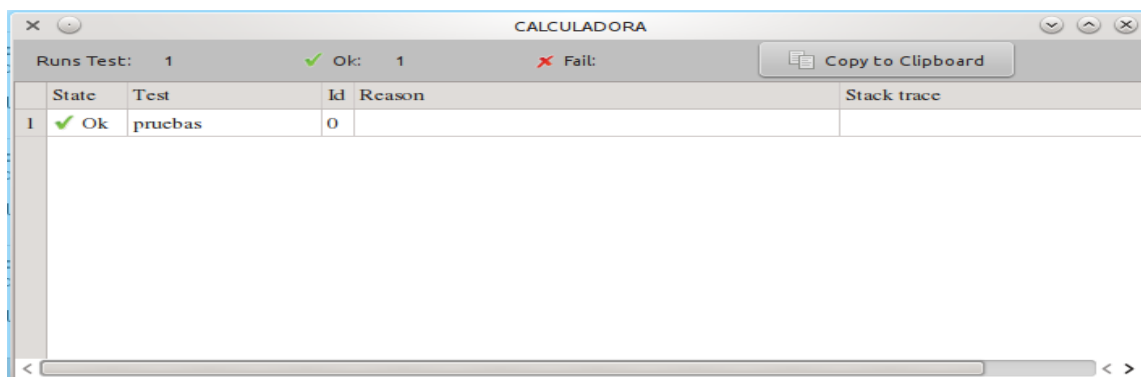 CALCULADORA
Runs Test: 1 Ok: 1 Fail: Copy to Clipboard
State Test Id Reason Stack trace
1 Ok pruebas 0